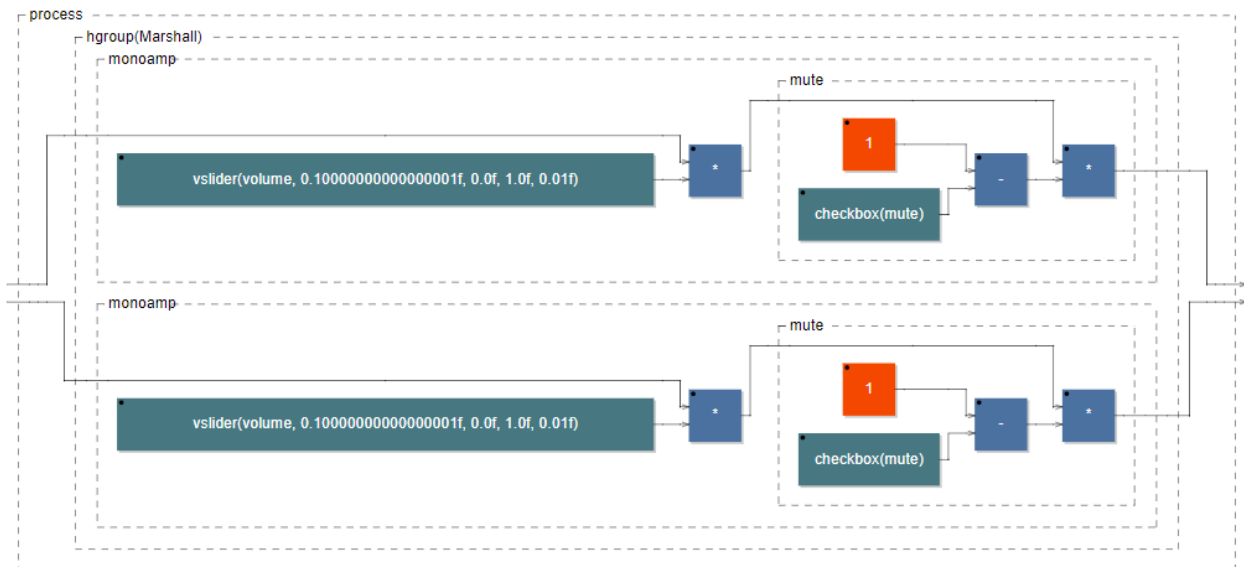 process
hgroup(Marshall)
monoamp
mute
1
*
*
vslider(volume, 0.10000000000000001f, 0.0f, 1.0f, 0.01f)
-
checkbox(mute)
monoamp
mute
1
*
*
vslider(volume, 0.10000000000000001f, 0.0f, 1.0f, 0.01f)
-
checkbox(mute)